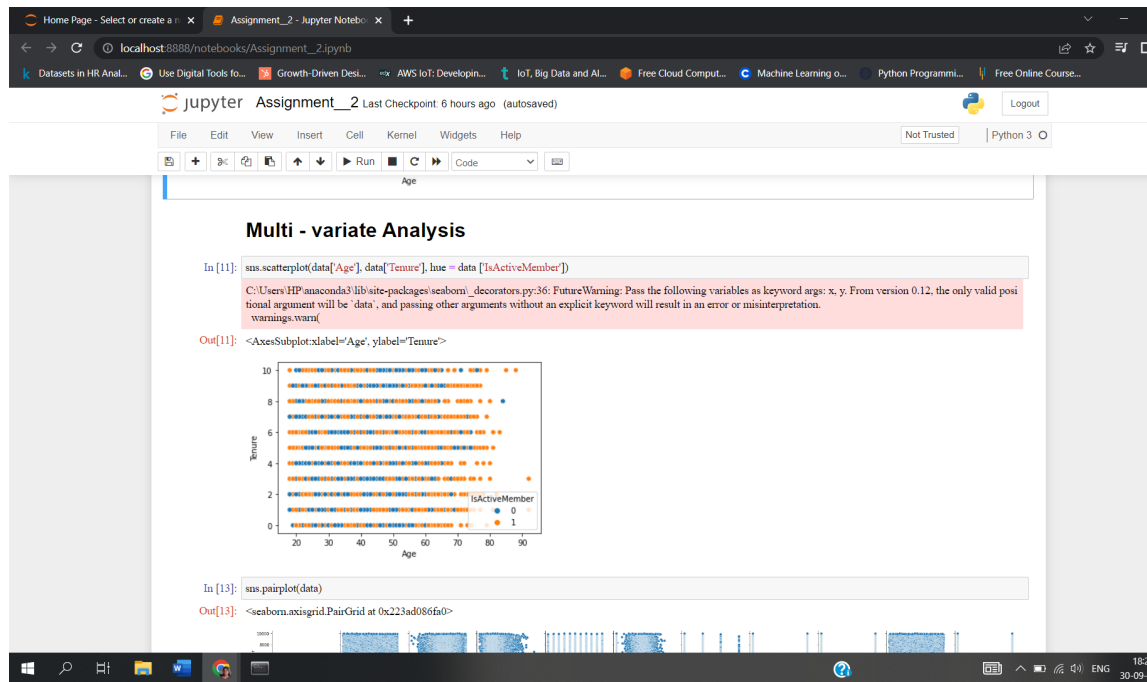 Home Page - Select or create a n
Assignment__2 - Jupyter Notebo
localhost:8888/notebooks/Assignment__2.ipynb
Datasets in HR Anal...
Use Digital Tools fo...
Growth-Driven Desi...
AWS IoT: Developin...
IoT, Big Data and AI...
Free Cloud Comput...
Machine Learning o...
Python Programmi...
Free Online Course...
jupyter Assignment__2 Last Checkpoint: 6 hours ago (autosaved)
Logout
File Edit View Insert Cell Kernel Widgets Help
Not Trusted
Python 3
Run
Code
Age
Multi - variate Analysis
In [11]: sns.scatterplot(data['Age'], data['Tenure'], hue = data ['IsActiveMember'])
C:\Users\HP\anaconda3\lib\site-packages\seaborn\_decorators.py:36: FutureWarning: Pass the following variables as keyword args: x, y. From version 0.12, the only valid posi
tional argument will be `data`, and passing other arguments without an explicit keyword will result in an error or misinterpretation.
warnings.warn(
Out[11]: <AxesSubplot:xlabel='Age', ylabel='Tenure'>
10
8
6
4
2
0
Tenure
IsActiveMember
0
1
20 30 40 50 60 70 80 90
Age
In [13]: sns.pairplot(data)
Out[13]: <seaborn.axisgrid.PairGrid at 0x223ad086fa0>
10000
8000
ENG
18:2
30-09-